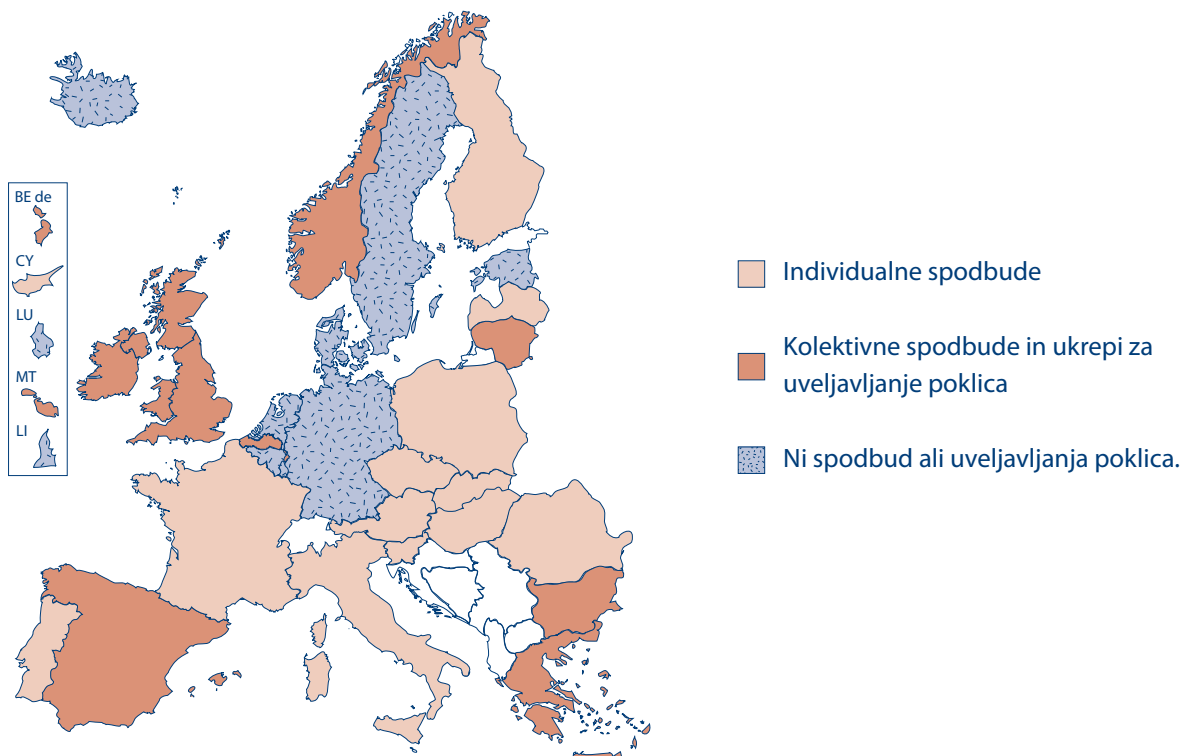 BE de
CY
LU
MT
LI
Individualne spodbude
Kolektivne spodbude in ukrepi za
uveljavljanje poklica
Ni spodbud ali uveljavljanja poklica.